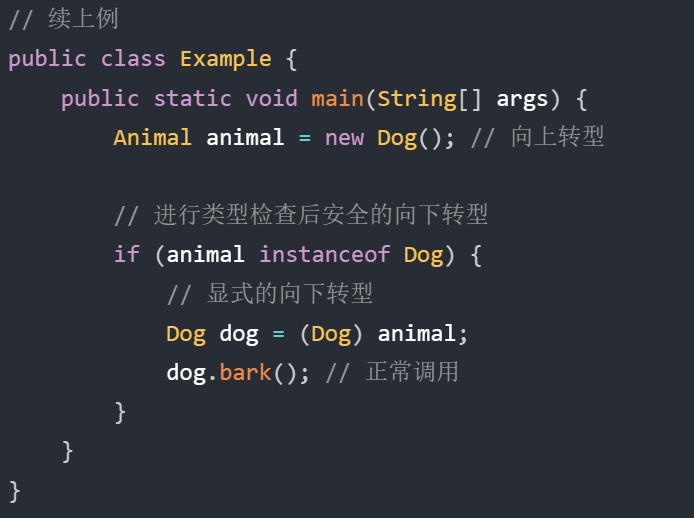 // 续上例
public class Example {
    public static void main(String[] args) {
        Animal animal = new Dog(); // 向上转型

        // 进行类型检查后安全的向下转型
        if (animal instanceof Dog) {
            // 显式的向下转型
            Dog dog = (Dog) animal;
            dog.bark(); // 正常调用
        }
    }
}